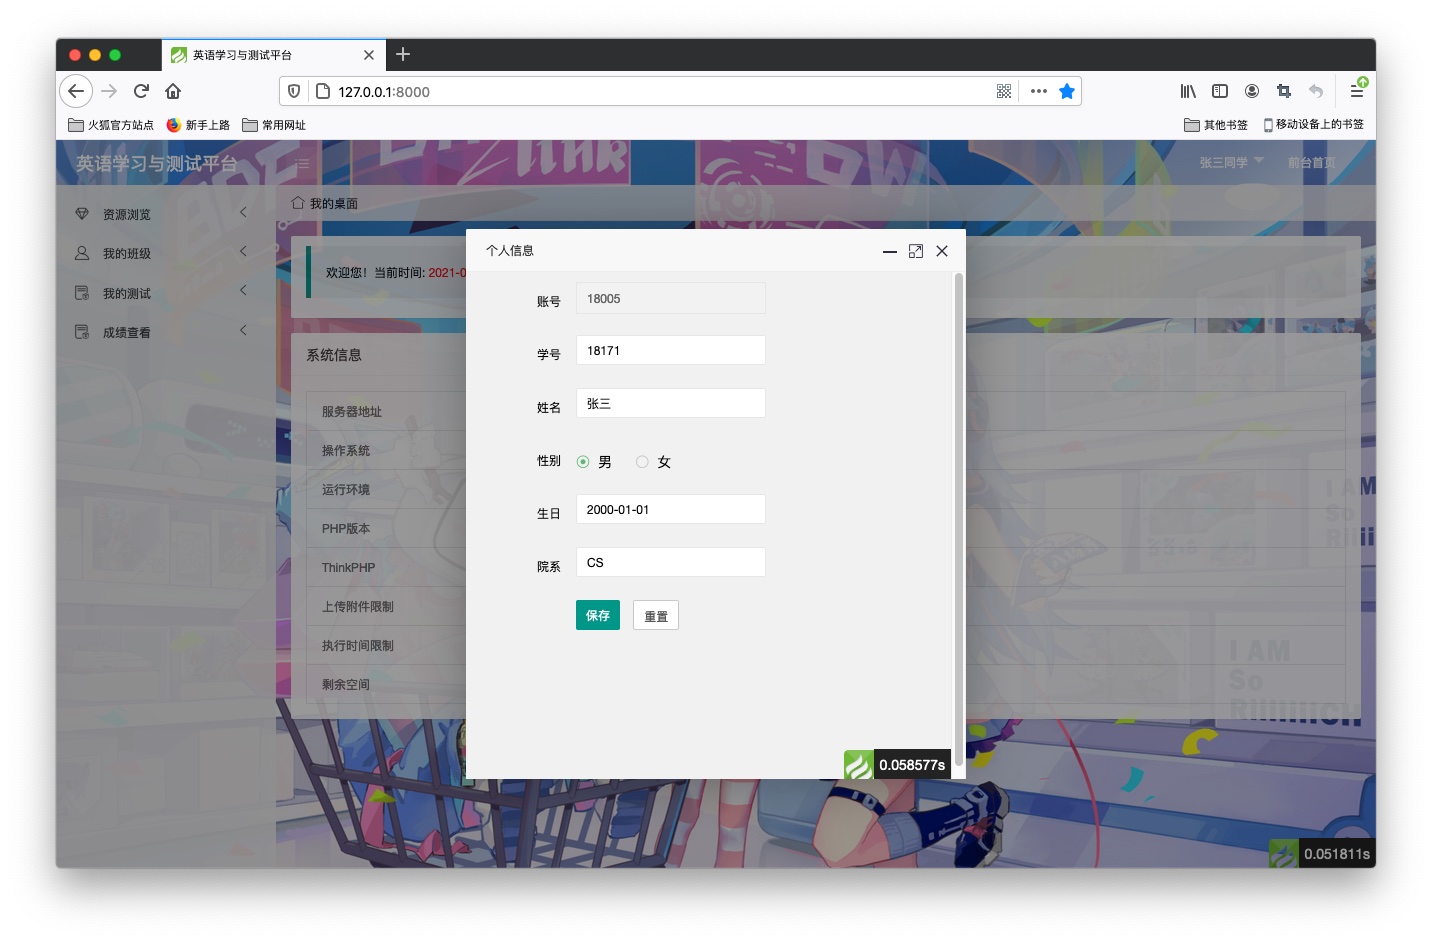 英语学习与测试平台
127.0.0.1:8000
火狐官方站点 新手上路 常用网址 其他书签 移动设备上的书签
英语学习与测试平台 张三同学 前台首页
资源浏览
我的班级
我的测试
成绩查看
我的桌面
欢迎您！当前时间: 2021-0
系统信息
服务器地址
操作系统
运行环境
PHP版本
ThinkPHP
上传附件限制
执行时间限制
剩余空间
个人信息
账号 18005
学号 18171
姓名 张三
性别 男 女
生日 2000-01-01
院系 CS
保存 重置
0.058577s
I AM
So
Riiiiiicн
0.051811s